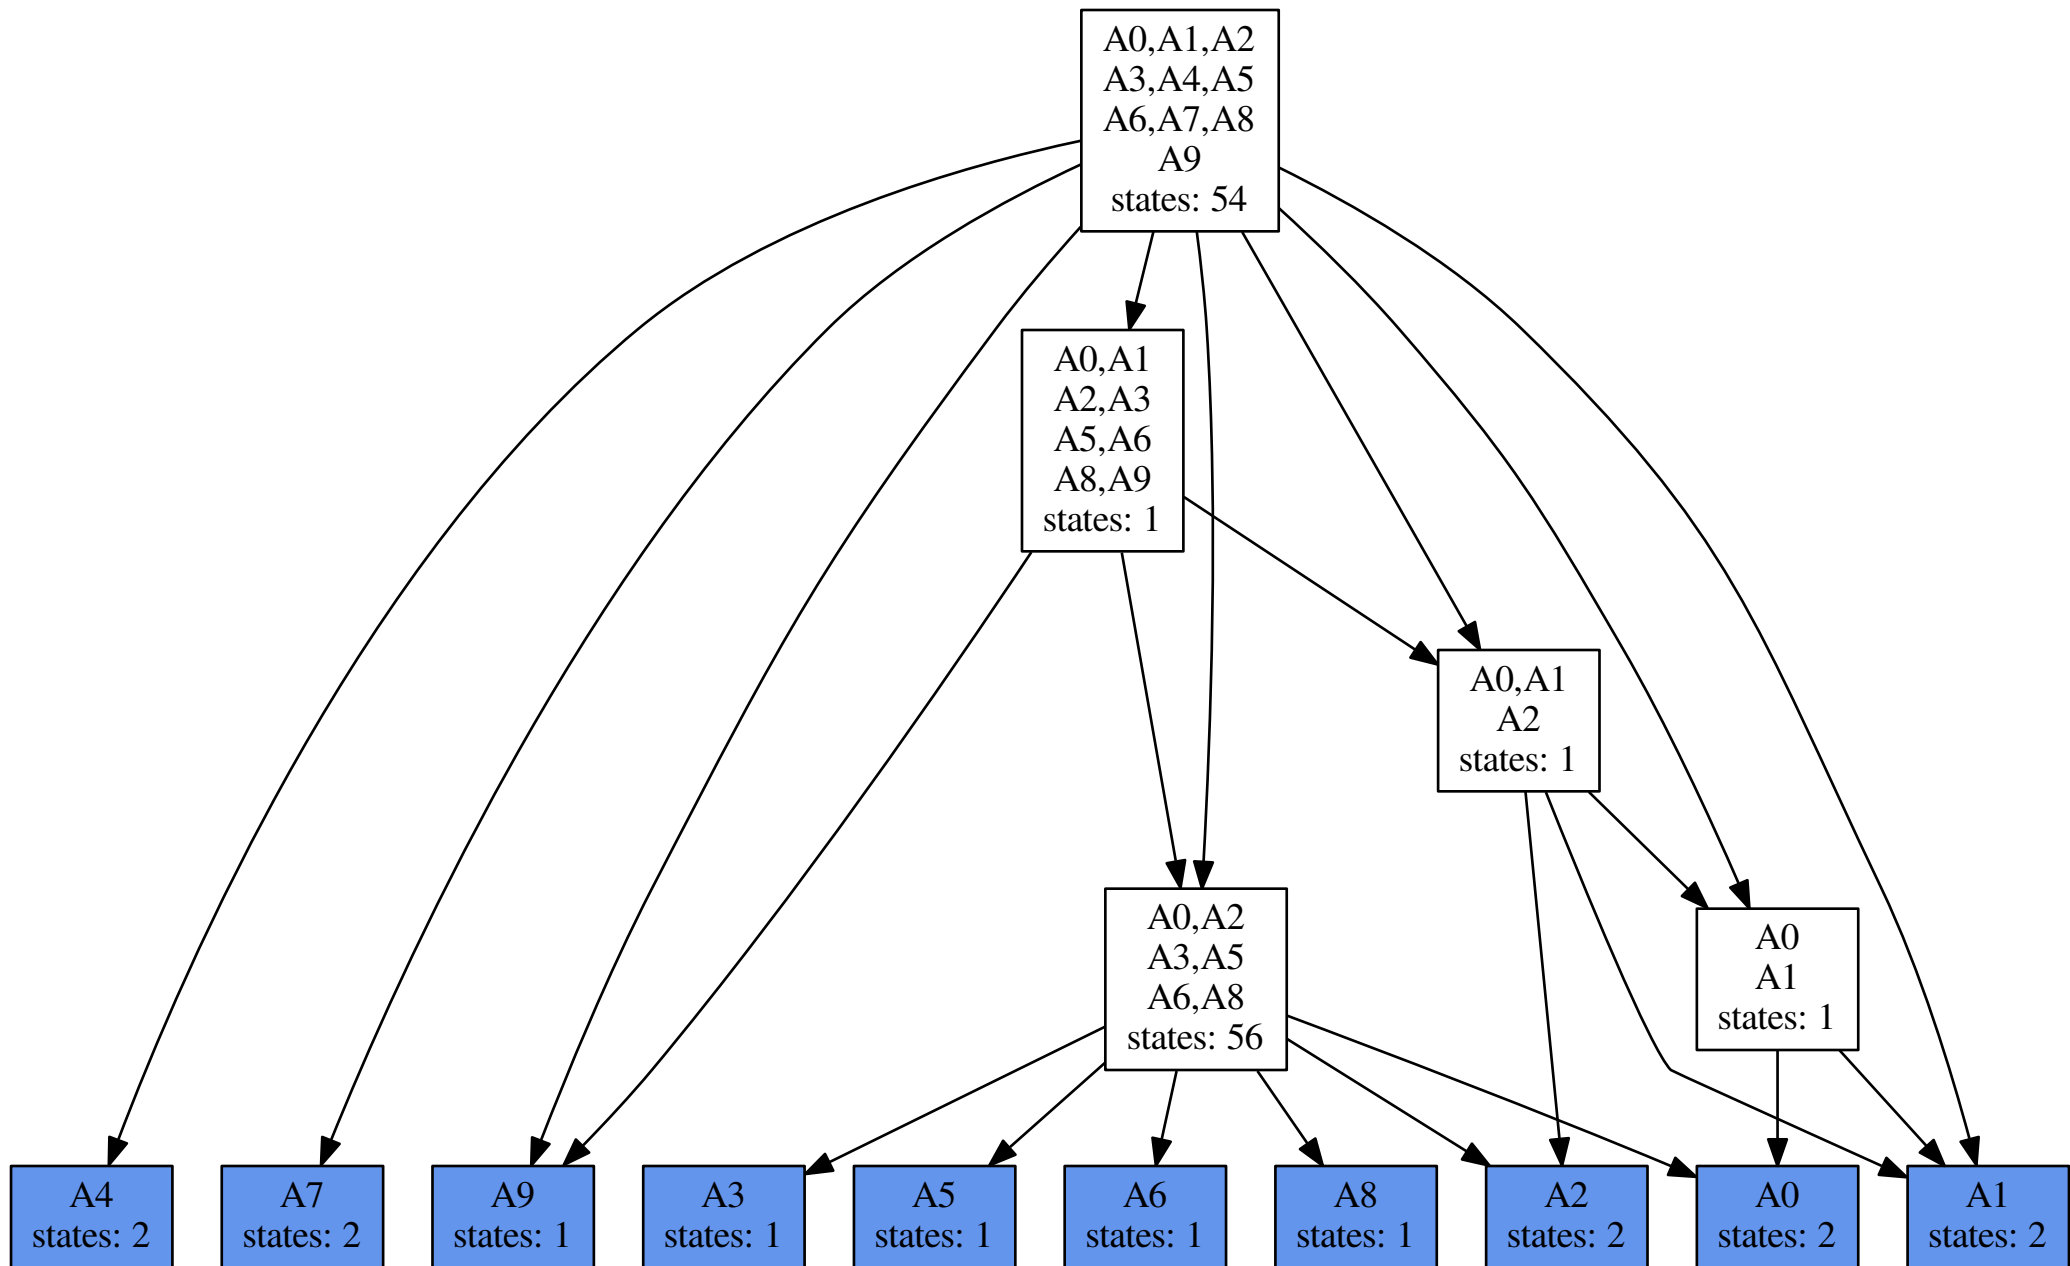 A0,A1,A2
A3,A4,A5
A6,A7,A8
A9
states: 54
A0,A1
A2,A3
A5,A6
A8,A9
states: 1
A0,A1
A2
states: 1
A0,A2
A3,A5
A6,A8
states: 56
A0
A1
states: 1
A4
states: 2
A7
states: 2
A9
states: 1
A3
states: 1
A5
states: 1
A6
states: 1
A8
states: 1
A2
states: 2
A0
states: 2
A1
states: 2